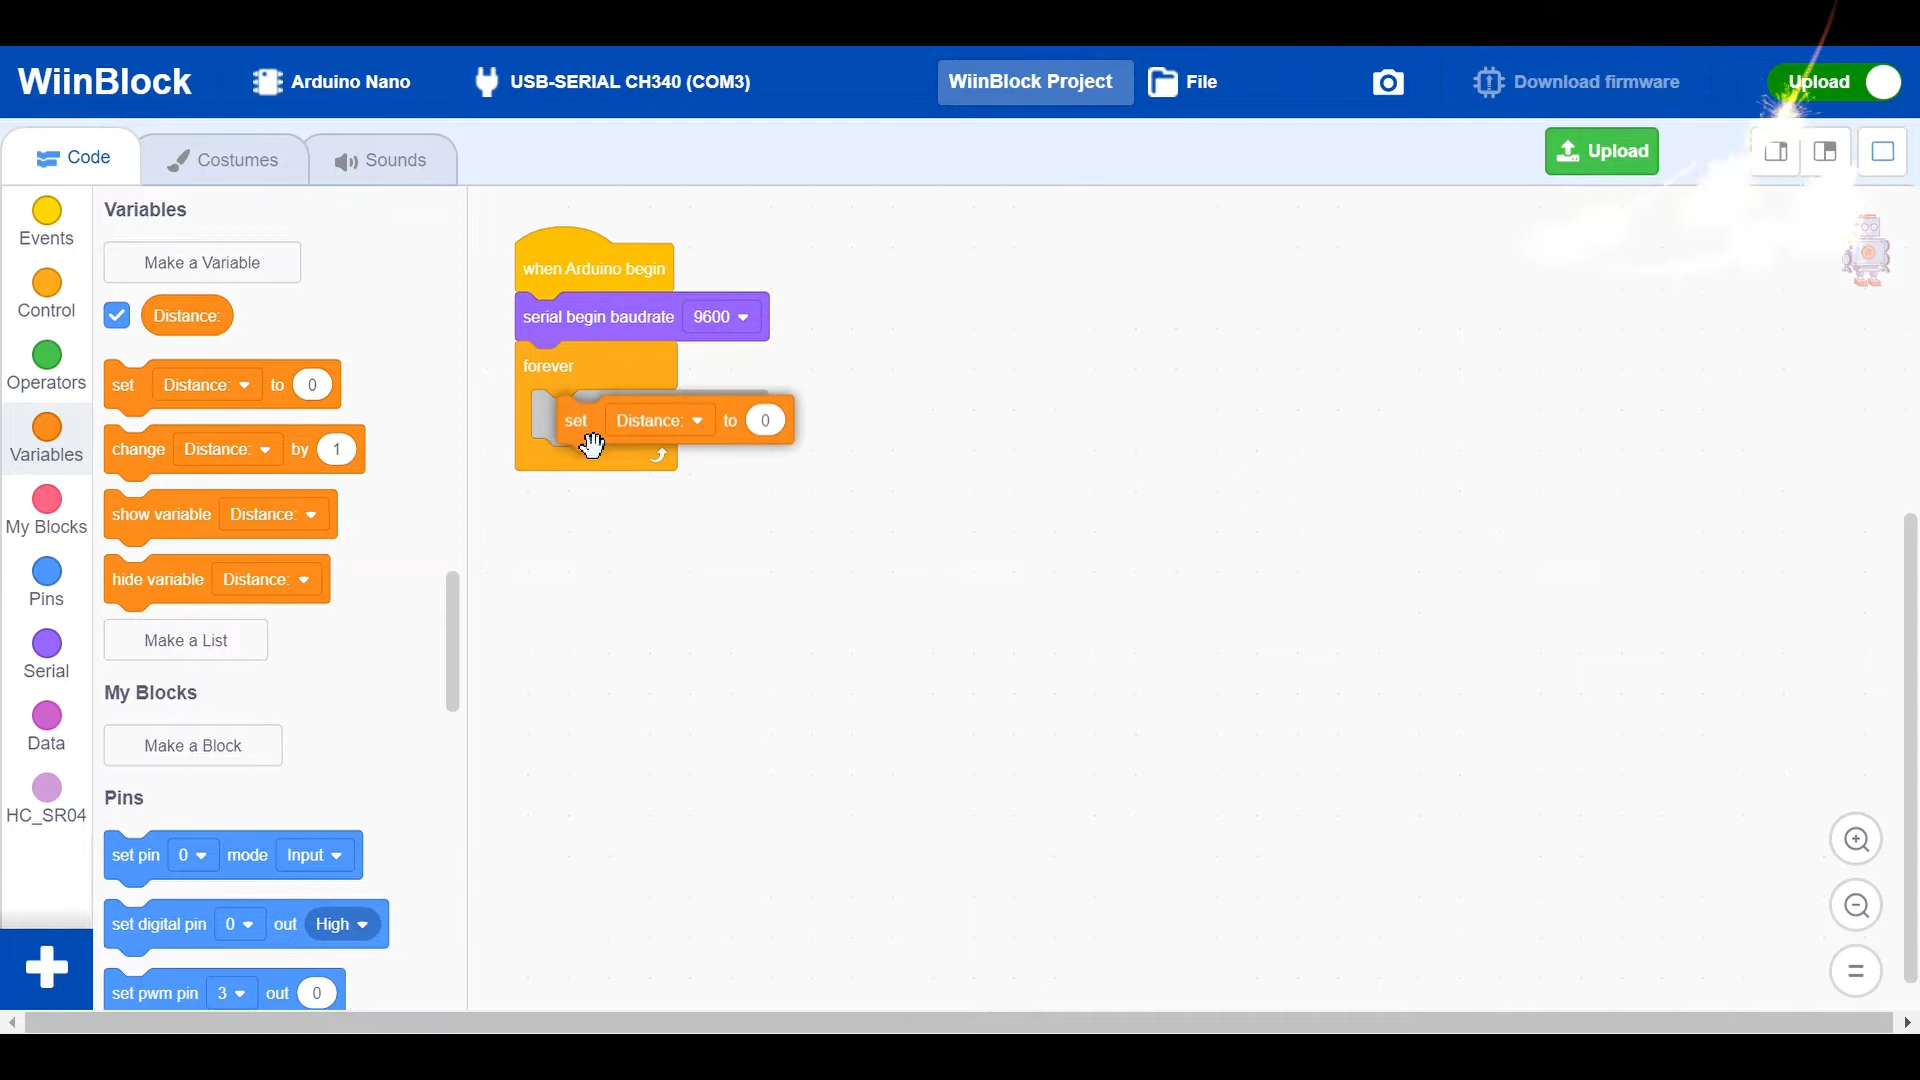 WiinBlock
Arduino Nano
USB-SERIAL CH340 (COM3)
WiinBlock Project
File
Download firmware
Upload
Code
Costumes
Sounds
Upload
Events
Control
Operators
Variables
My Blocks
Pins
Serial
Data
HC_SR04
Variables
Make a Variable
Distance:
set Distance: to 0
change Distance: by 1
show variable Distance:
hide variable Distance:
Make a List
My Blocks
Make a Block
Pins
set pin 0 mode Input
set digital pin 0 out High
set pwm pin 3 out 0
when Arduino begin
serial begin baudrate 9600
forever
set Distance: to 0